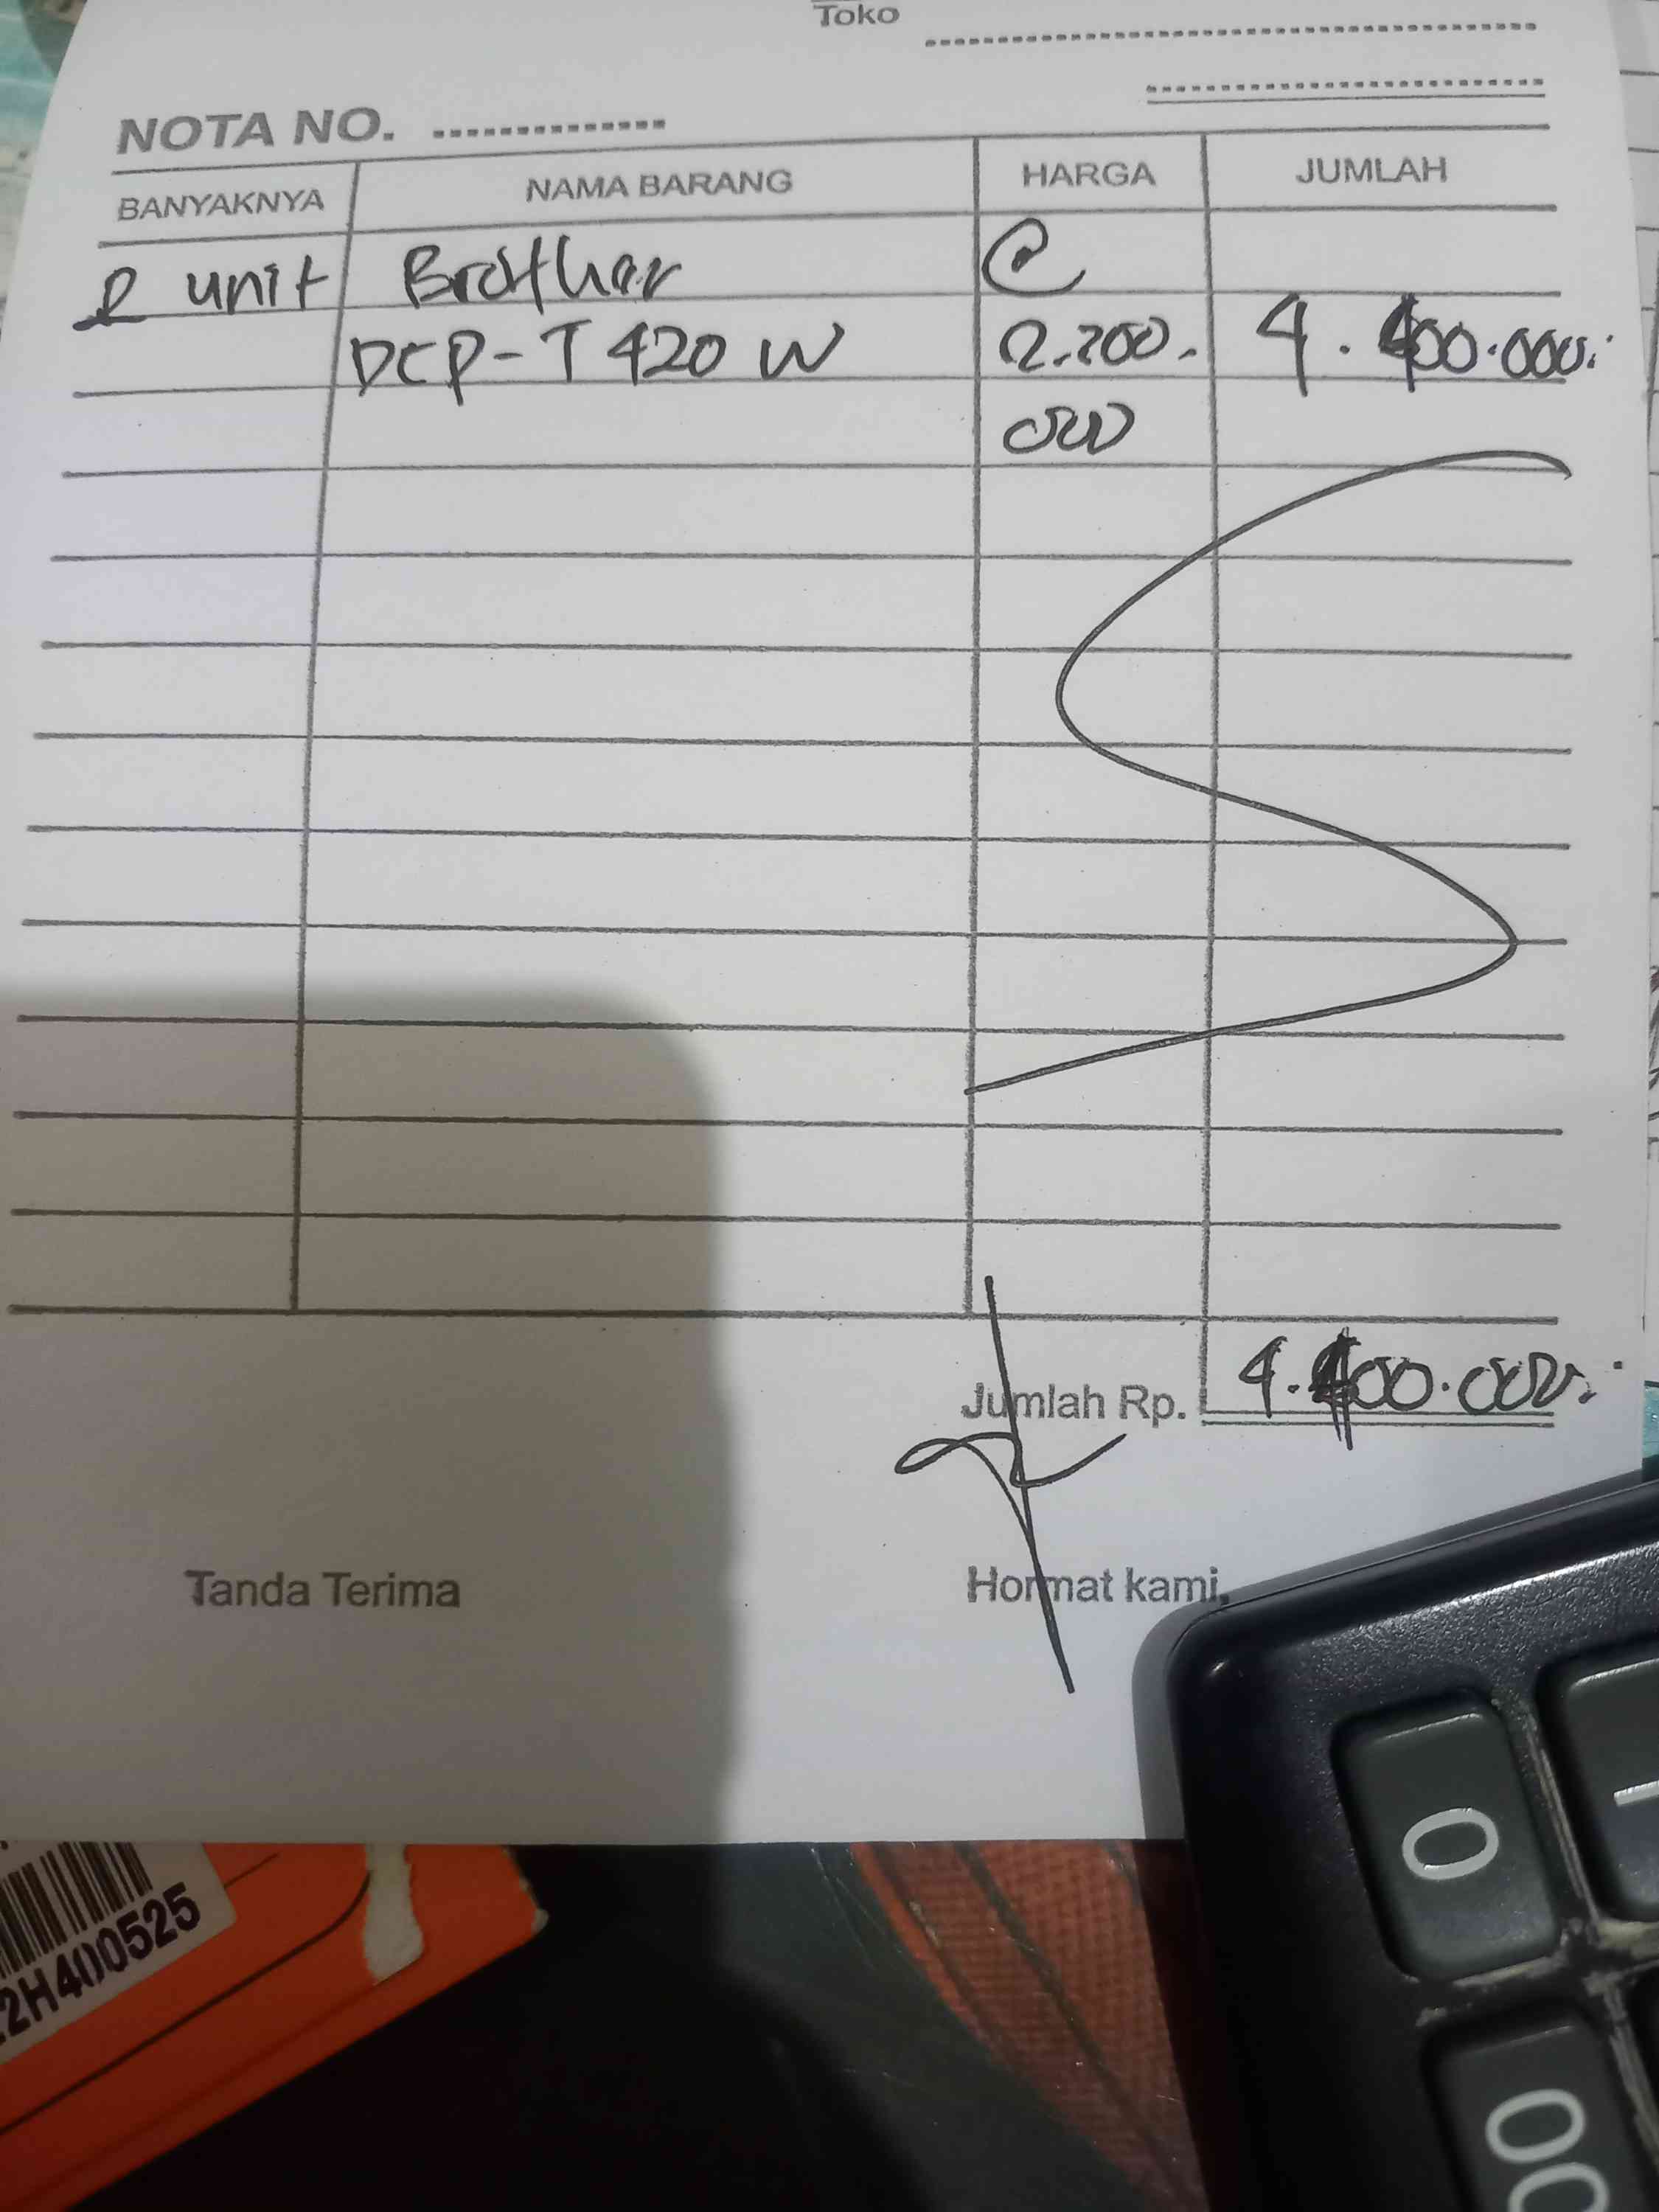 Toko
NOTA NO.
BANYAKNYA NAMA BARANG HARGA JUMLAH
2 unit Brother @
DCP-T420W 2.200. 4.400.000.
000
Jumlah Rp. 4.400.000.
Tanda Terima Hormat kami,
2H400525
0
00